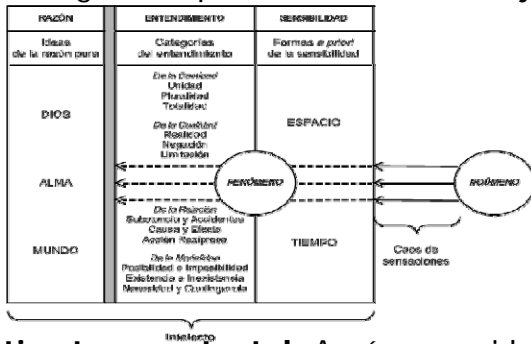 RAZÓN
Ideas
de la razón pura
DIOS
ALMA
MUNDO
ENTENDIMIENTO
Categorías
del entendimiento
De la Cantidad
Unidad
Pluralidad
Totalidad
De la Cualidad
Realidad
Negación
Limitación
FENÓMENO
De la Relación
Substancia y Accidentes
Causa y Efecto
Acción Recíproca
De la Modalidad
Posibilidad e Imposibilidad
Existencia e Inexistencia
Necesidad y Contingencia
SENSIBILIDAD
Formas a priori
de la sensibilidad
ESPACIO
TIEMPO
NOÚMENO
Caos de
sensaciones
Intelecto